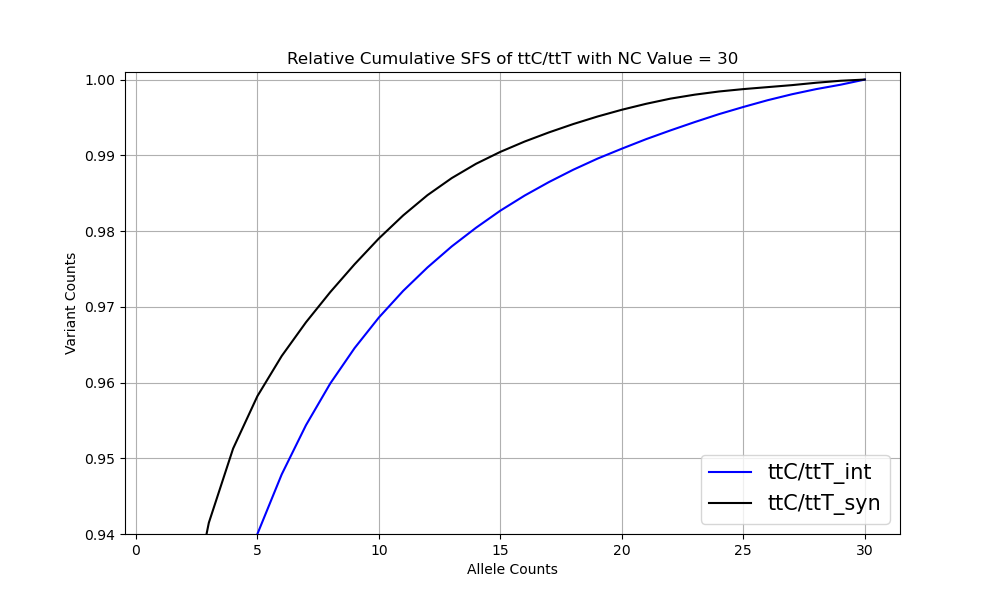 Relative Cumulative SFS of ttC/ttT with NC Value = 30
Variant Counts
1.00
0.99
0.98
0.97
0.96
0.95
0.94
0 5 10 15 20 25 30
Allele Counts
ttC/ttT_int
ttC/ttT_syn